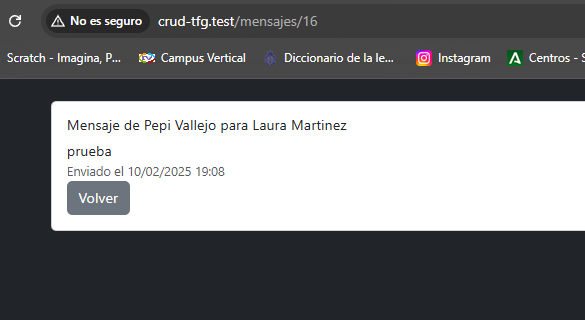 No es seguro crud-tfg.test/mensajes/16
Scratch - Imagina, P... Campus Vertical Diccionario de la le... Instagram Centros - S
Mensaje de Pepi Vallejo para Laura Martinez
prueba
Enviado el 10/02/2025 19:08
Volver